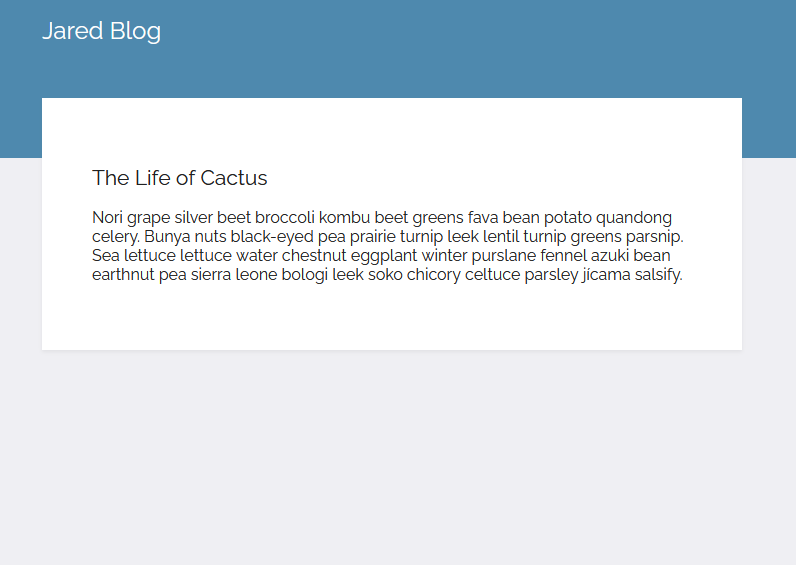 Jared Blog
The Life of Cactus
Nori grape silver beet broccoli kombu beet greens fava bean potato quandong
celery. Bunya nuts black-eyed pea prairie turnip leek lentil turnip greens parsnip.
Sea lettuce lettuce water chestnut eggplant winter purslane fennel azuki bean
earthnut pea sierra leone bologi leek soko chicory celtuce parsley jícama salsify.